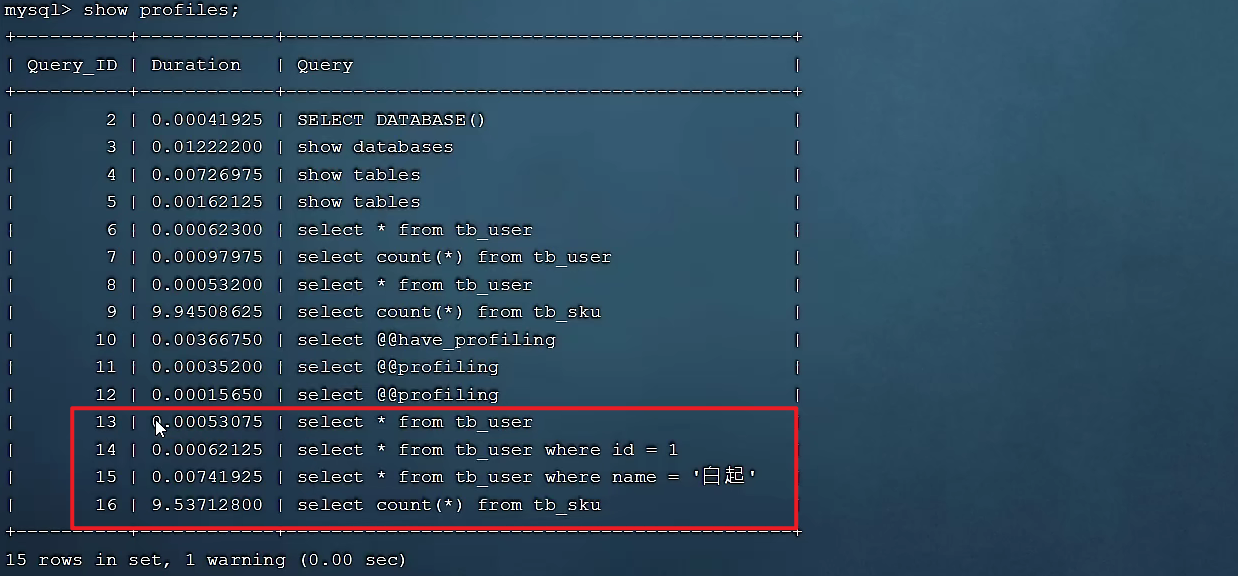 mysql> show profiles;
+----------+------------+-----------------------------------------------+
| Query_ID | Duration   | Query                                         |
+----------+------------+-----------------------------------------------+
|        2 | 0.00041925 | SELECT DATABASE()                             |
|        3 | 0.01222200 | show databases                                |
|        4 | 0.00726975 | show tables                                   |
|        5 | 0.00162125 | show tables                                   |
|        6 | 0.00062300 | select * from tb_user                         |
|        7 | 0.00097975 | select count(*) from tb_user                  |
|        8 | 0.00053200 | select * from tb_user                         |
|        9 | 9.94508625 | select count(*) from tb_sku                   |
|       10 | 0.00366750 | select @@have_profiling                       |
|       11 | 0.00035200 | select @@profiling                            |
|       12 | 0.00015650 | select @@profiling                            |
|       13 | 0.00053075 | select * from tb_user                         |
|       14 | 0.00062125 | select * from tb_user where id = 1            |
|       15 | 0.00741925 | select * from tb_user where name = '白起'     |
|       16 | 9.53712800 | select count(*) from tb_sku                   |
+----------+------------+-----------------------------------------------+
15 rows in set, 1 warning (0.00 sec)